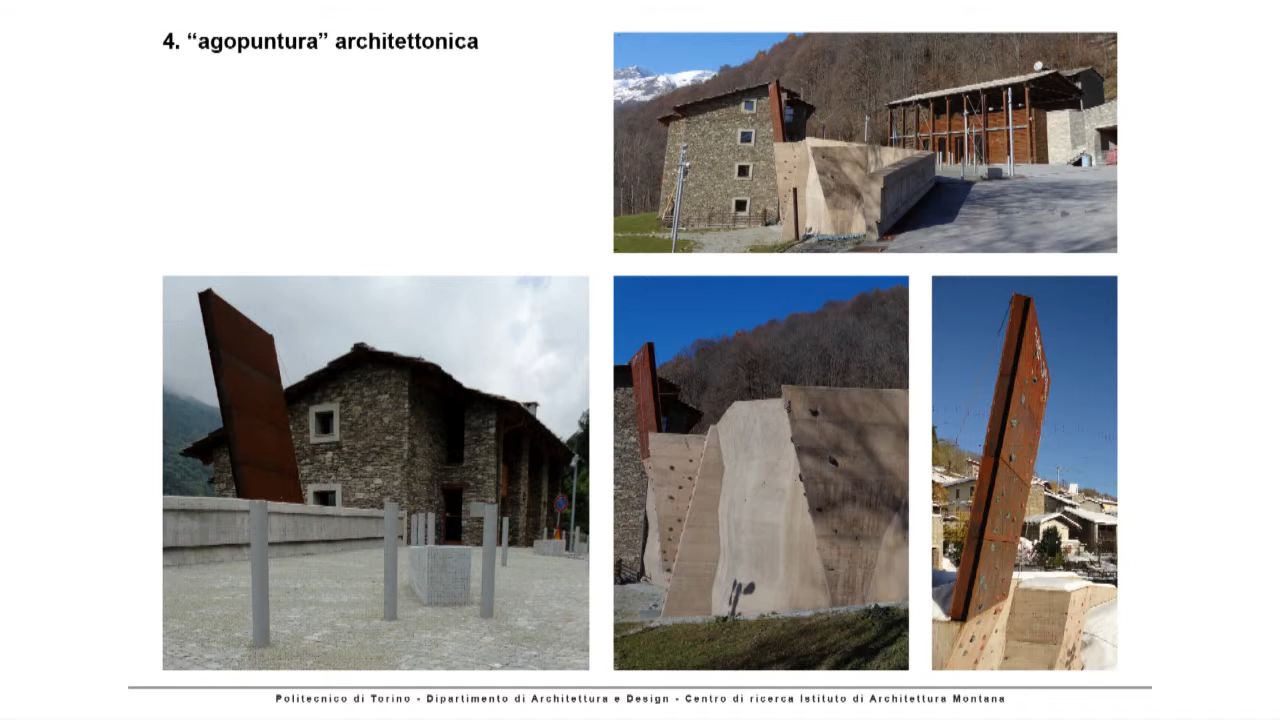 4. “agopuntura” architettonica
Politecnico di Torino - Dipartimento di Architettura e Design - Centro di ricerca Istituto di Architettura Montana